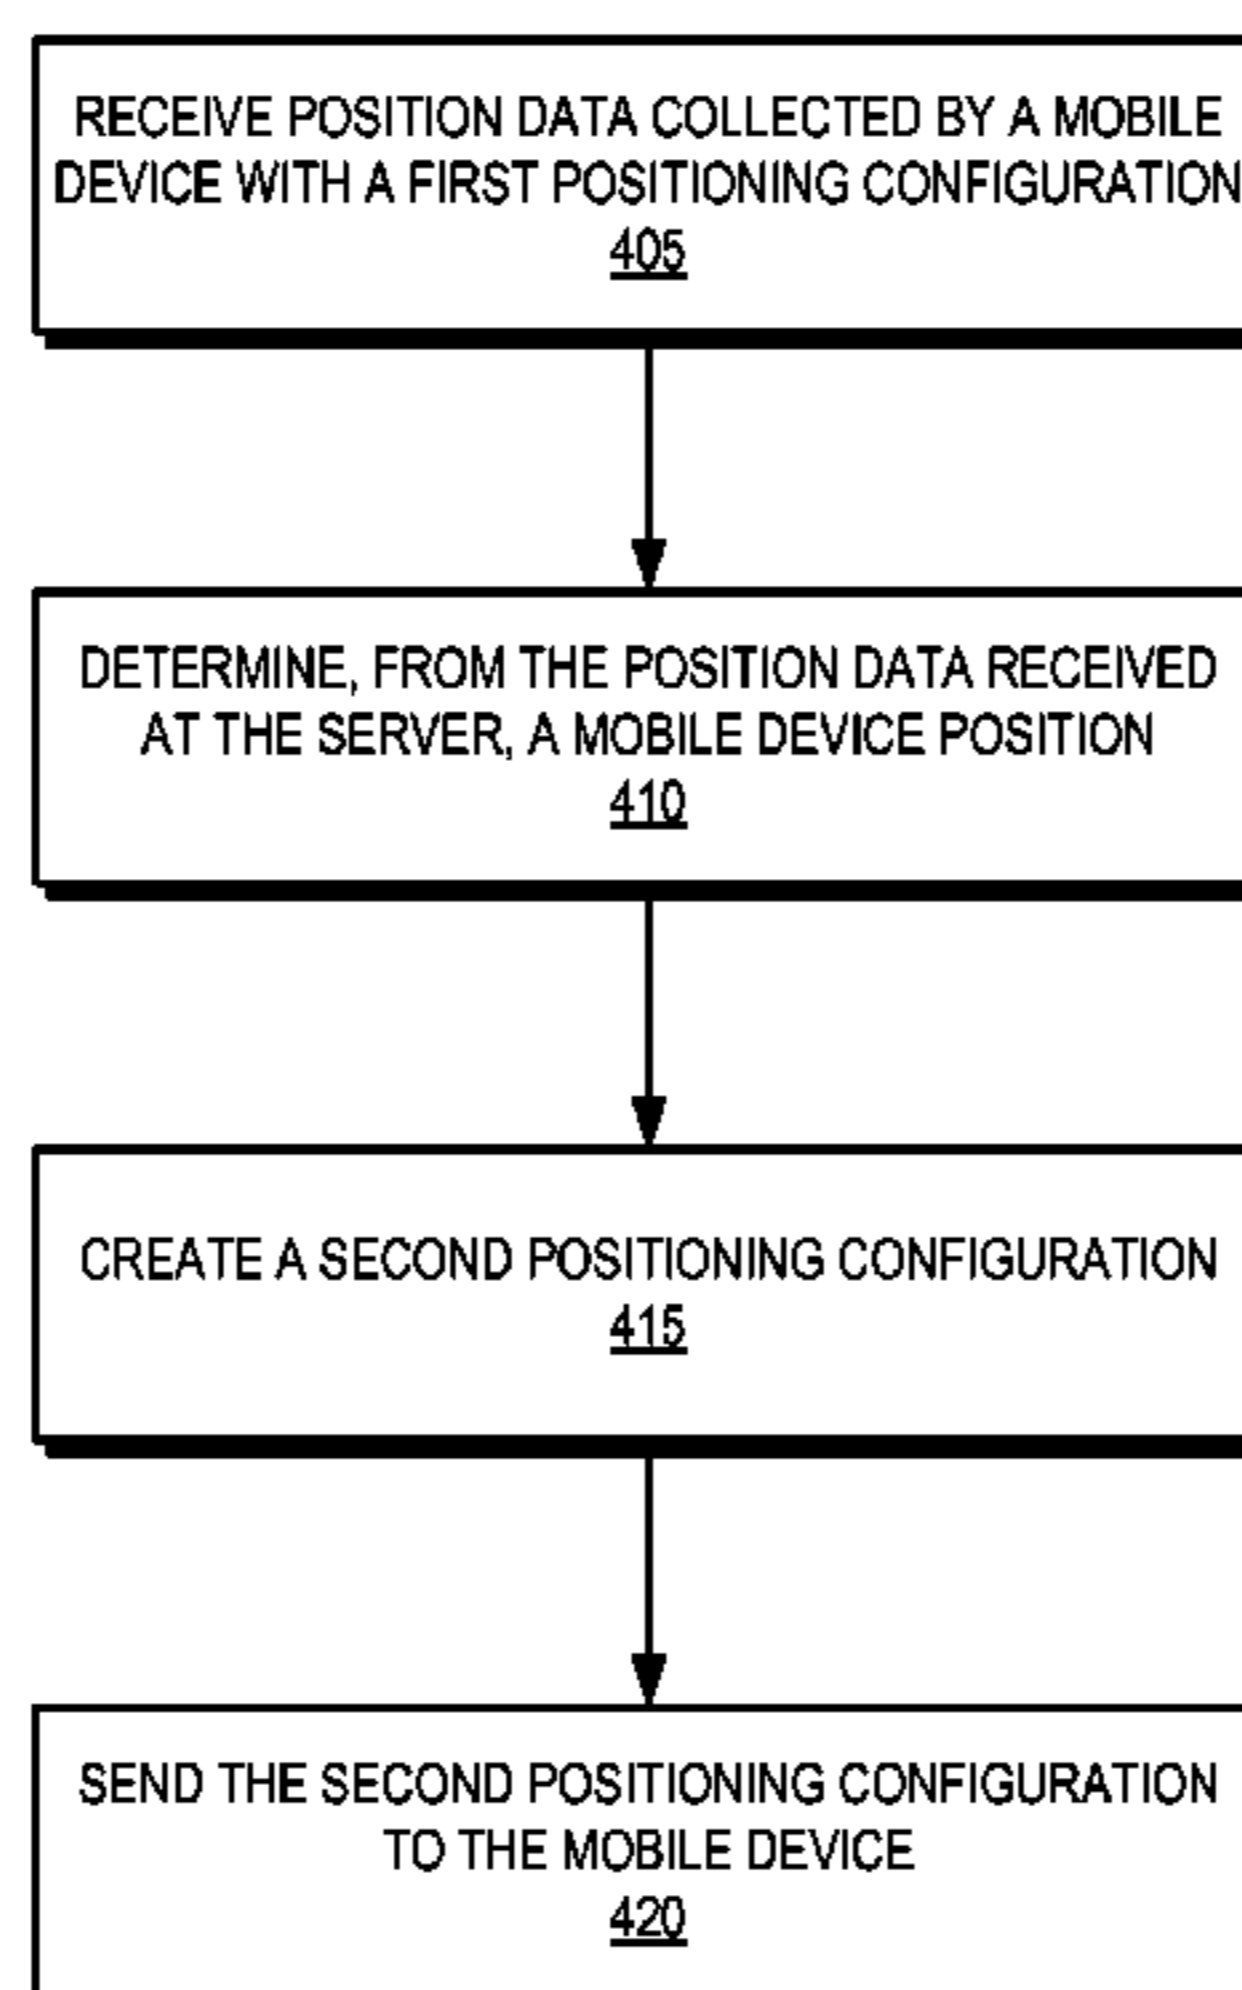 RECEIVE POSITION DATA COLLECTED BY A MOBILE
DEVICE WITH A FIRST POSITIONING CONFIGURATION
405
DETERMINE, FROM THE POSITION DATA RECEIVED
AT THE SERVER, A MOBILE DEVICE POSITION
410
CREATE A SECOND POSITIONING CONFIGURATION
415
SEND THE SECOND POSITIONING CONFIGURATION
TO THE MOBILE DEVICE
420